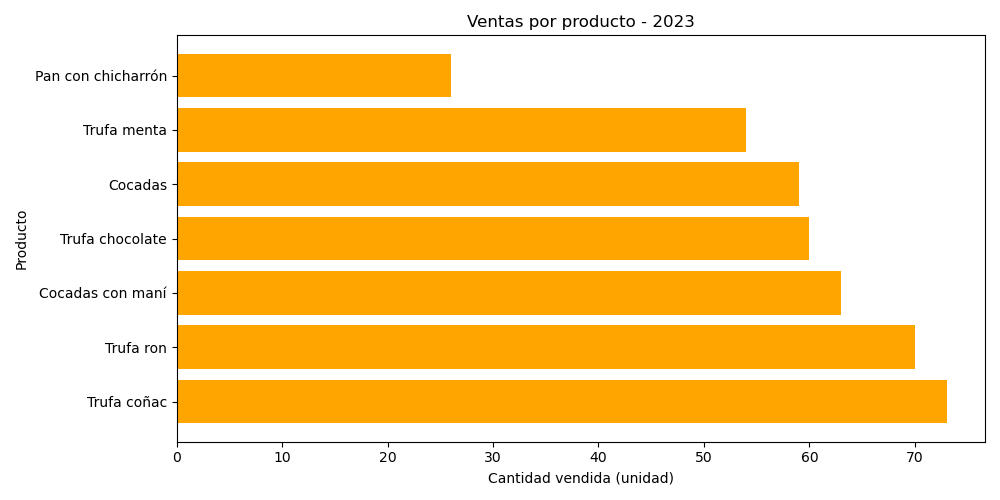 Ventas por producto - 2023
Producto
Pan con chicharrón
Trufa menta
Cocadas
Trufa chocolate
Cocadas con maní
Trufa ron
Trufa coñac
0 10 20 30 40 50 60 70
Cantidad vendida (unidad)